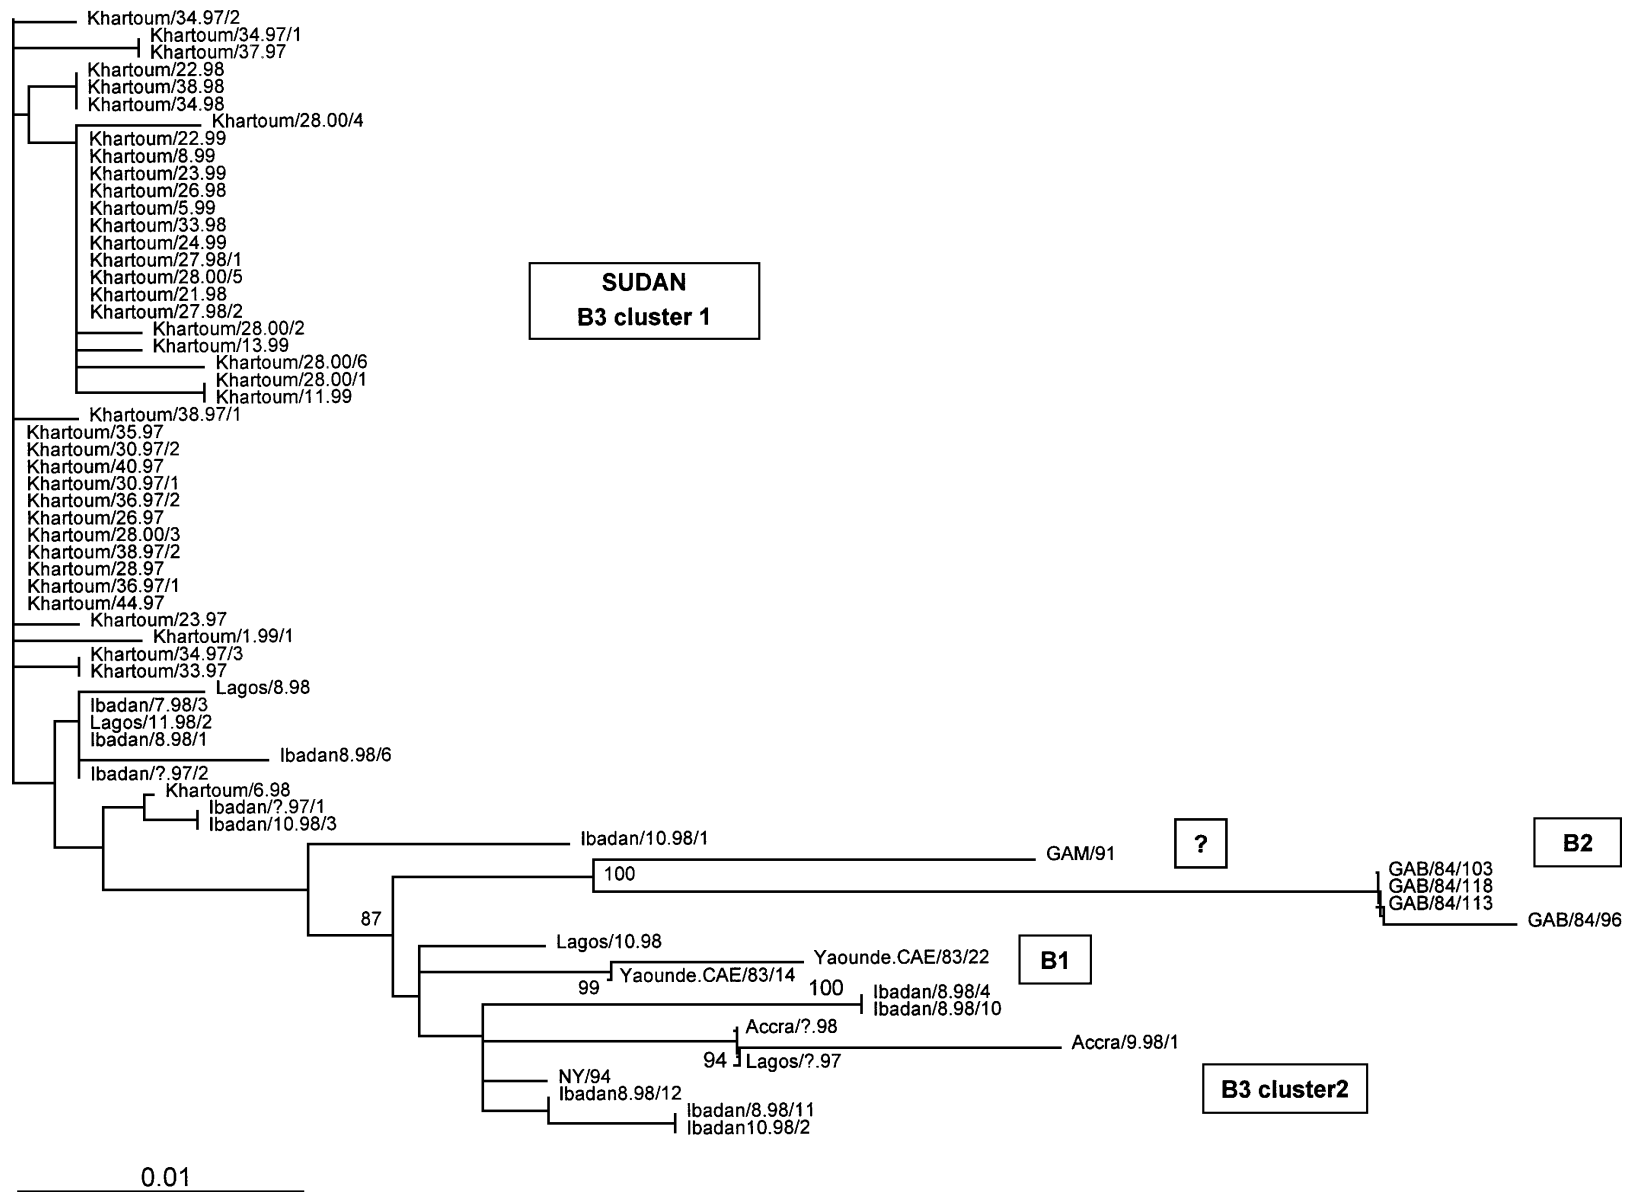 Khartoum/34.97/2
Khartoum/34.97/1
Khartoum/37.97
Khartoum/22.98
Khartoum/38.98
Khartoum/34.98
Khartoum/28.00/4
Khartoum/22.99
Khartoum/8.99
Khartoum/23.99
Khartoum/26.98
Khartoum/5.99
Khartoum/33.98
Khartoum/24.99
Khartoum/27.98/1
Khartoum/28.00/5
Khartoum/21.98
Khartoum/27.98/2
SUDAN
B3 cluster 1
Khartoum/28.00/2
Khartoum/13.99
Khartoum/28.00/6
Khartoum/28.00/1
Khartoum/11.99
Khartoum/38.97/1
Khartoum/35.97
Khartoum/30.97/2
Khartoum/40.97
Khartoum/30.97/1
Khartoum/36.97/2
Khartoum/26.97
Khartoum/28.00/3
Khartoum/38.97/2
Khartoum/28.97
Khartoum/36.97/1
Khartoum/44.97
Khartoum/23.97
Khartoum/1.99/1
Khartoum/34.97/3
Khartoum/33.97
Lagos/8.98
Ibadan/7.98/3
Lagos/11.98/2
Ibadan/8.98/1
Ibadan8.98/6
Ibadan/?.97/2
Khartoum/6.98
Ibadan/?.97/1
Ibadan/10.98/3
Ibadan/10.98/1
GAM/91
?
B2
100
GAB/84/103
GAB/84/118
GAB/84/113
GAB/84/96
87
Lagos/10.98
Yaounde.CAE/83/22
B1
Yaounde.CAE/83/14
99
100
Ibadan/8.98/4
Ibadan/8.98/10
Accra/?.98
Accra/9.98/1
94
Lagos/?.97
NY/94
Ibadan8.98/12
B3 cluster2
Ibadan/8.98/11
Ibadan10.98/2
0.01